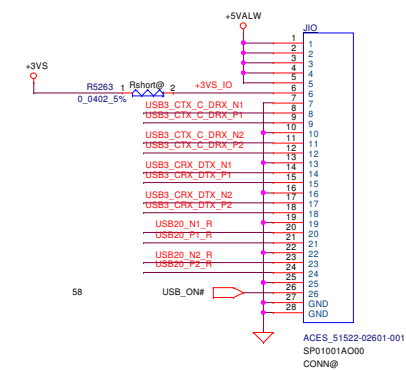 +5VALW
JIO
+3VS
R5263 1 Rshort@ 2 +3VS_IO
0_0402_5%
1 1
2 2
3 3
4 4
5 5
6 6
7 7
USB3_CTX_C_DRX_N1 8 8
USB3_CTX_C_DRX_P1 9 9
10 10
USB3_CTX_C_DRX_N2 11 11
USB3_CTX_C_DRX_P2 12 12
13 13
USB3_CRX_DTX_N1 14 14
USB3_CRX_DTX_P1 15 15
16 16
USB3_CRX_DTX_N2 17 17
USB3_CRX_DTX_P2 18 18
19 19
USB20_N1_R 20 20
USB20_P1_R 21 21
22 22
USB20_N2_R 23 23
USB20_P2_R 24 24
25 25
58 USB_ON# 26 26
27 GND
28 GND
ACES_51522-02601-001
SP01001AO00
CONN@